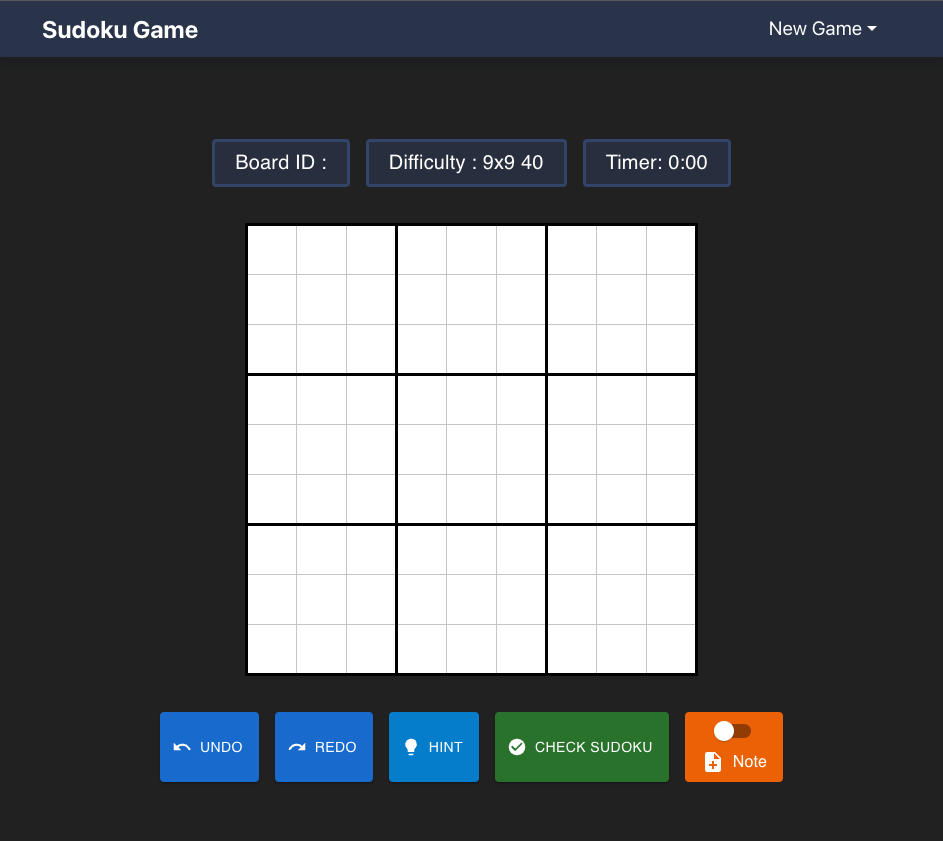 Sudoku Game
New Game
Board ID :
Difficulty : 9x9 40
Timer: 0:00
UNDO
REDO
HINT
CHECK SUDOKU
Note